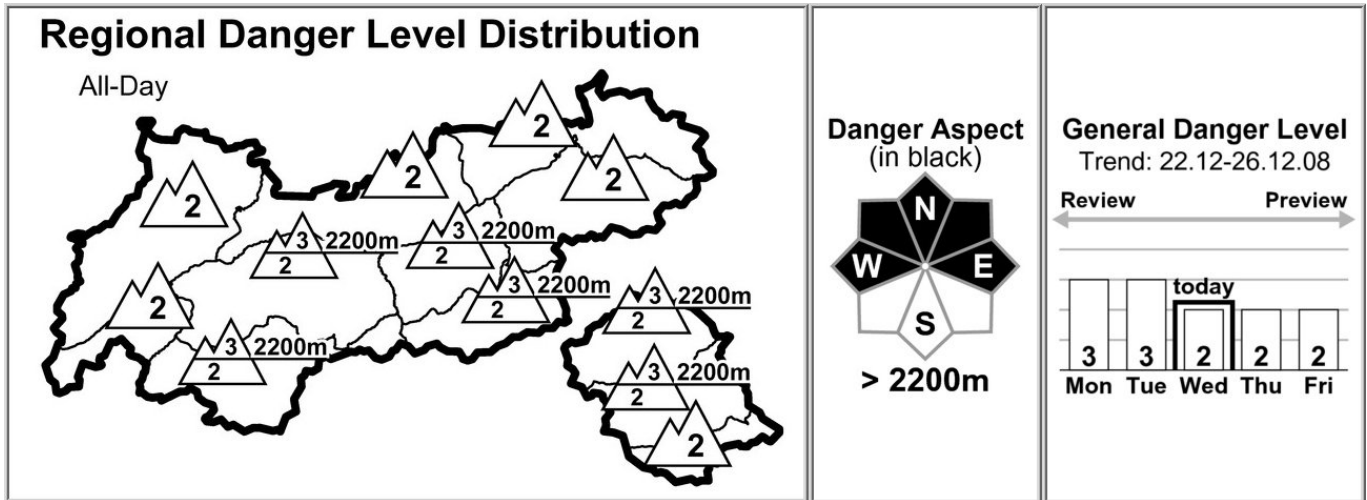 Regional Danger Level Distribution
All-Day
2
2
2
2
3 2200m
2
3 2200m
2
3 2200m
2
2
3 2200m
2
3 2200m
2
3 2200m
2
2
Danger Aspect
(in black)
N
W E
S
> 2200m
General Danger Level
Trend: 22.12-26.12.08
Review Preview
today
3 3 2 2 2
Mon Tue Wed Thu Fri